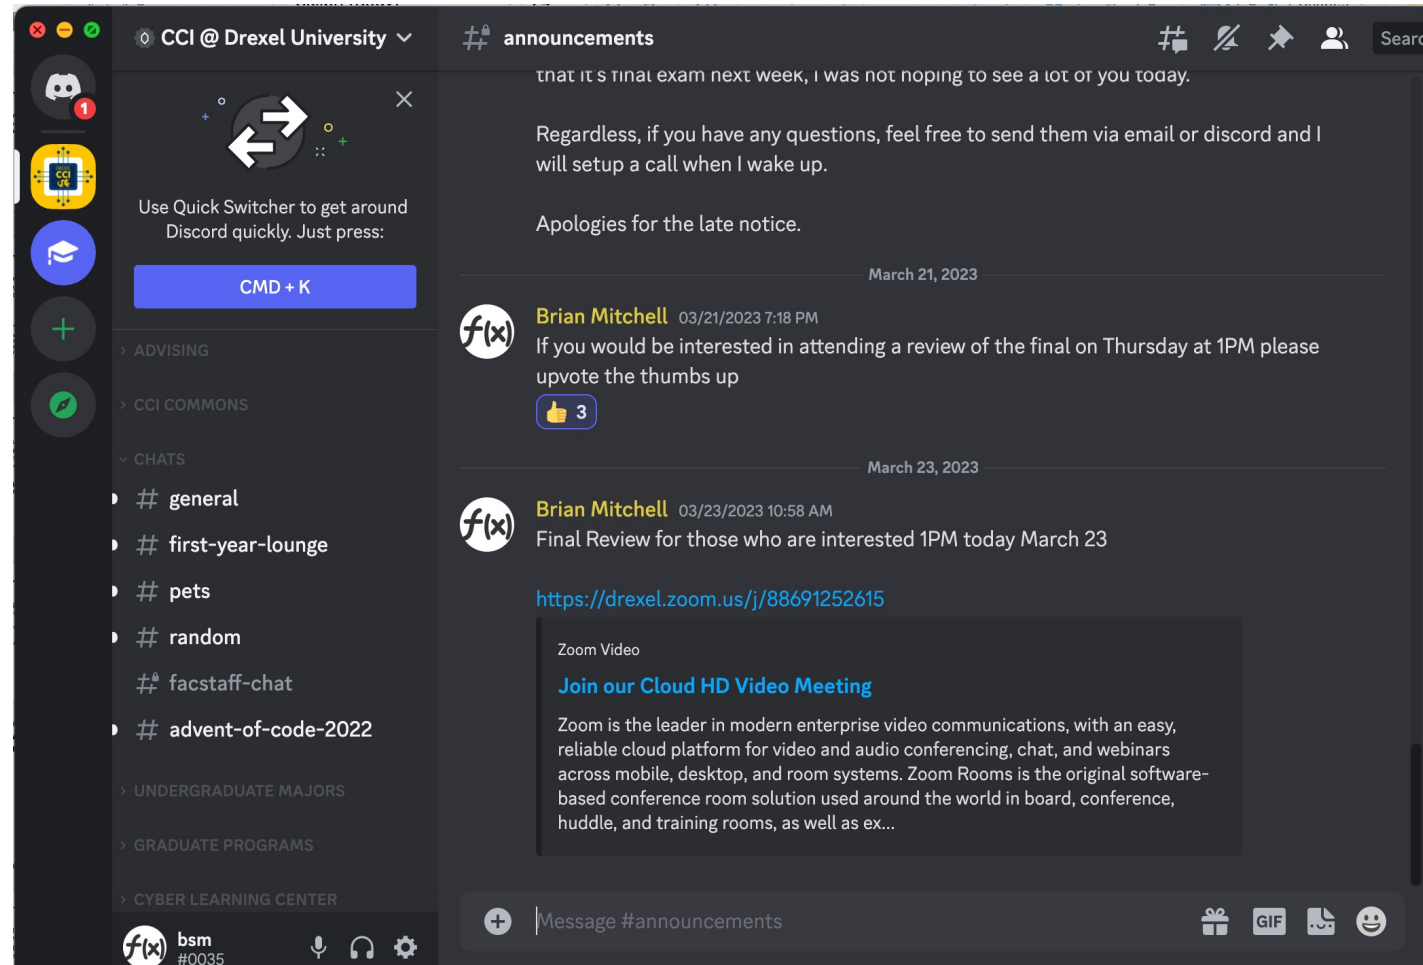 CCI @ Drexel University
announcements
Searc
1
CCI
Use Quick Switcher to get around
Discord quickly. Just press:
CMD + K
ADVISING
CCI COMMONS
CHATS
general
first-year-lounge
pets
random
facstaff-chat
advent-of-code-2022
UNDERGRADUATE MAJORS
GRADUATE PROGRAMS
CYBER LEARNING CENTER
f(x)
bsm
#0035
that it's final exam next week, I was not hoping to see a lot of you today.
Regardless, if you have any questions, feel free to send them via email or discord and I
will setup a call when I wake up.
Apologies for the late notice.
March 21, 2023
f(x)
Brian Mitchell 03/21/2023 7:18 PM
If you would be interested in attending a review of the final on Thursday at 1PM please
upvote the thumbs up
👍 3
March 23, 2023
f(x)
Brian Mitchell 03/23/2023 10:58 AM
Final Review for those who are interested 1PM today March 23
https://drexel.zoom.us/j/88691252615
Zoom Video
Join our Cloud HD Video Meeting
Zoom is the leader in modern enterprise video communications, with an easy,
reliable cloud platform for video and audio conferencing, chat, and webinars
across mobile, desktop, and room systems. Zoom Rooms is the original software-
based conference room solution used around the world in board, conference,
huddle, and training rooms, as well as ex...
Message #announcements
GIF